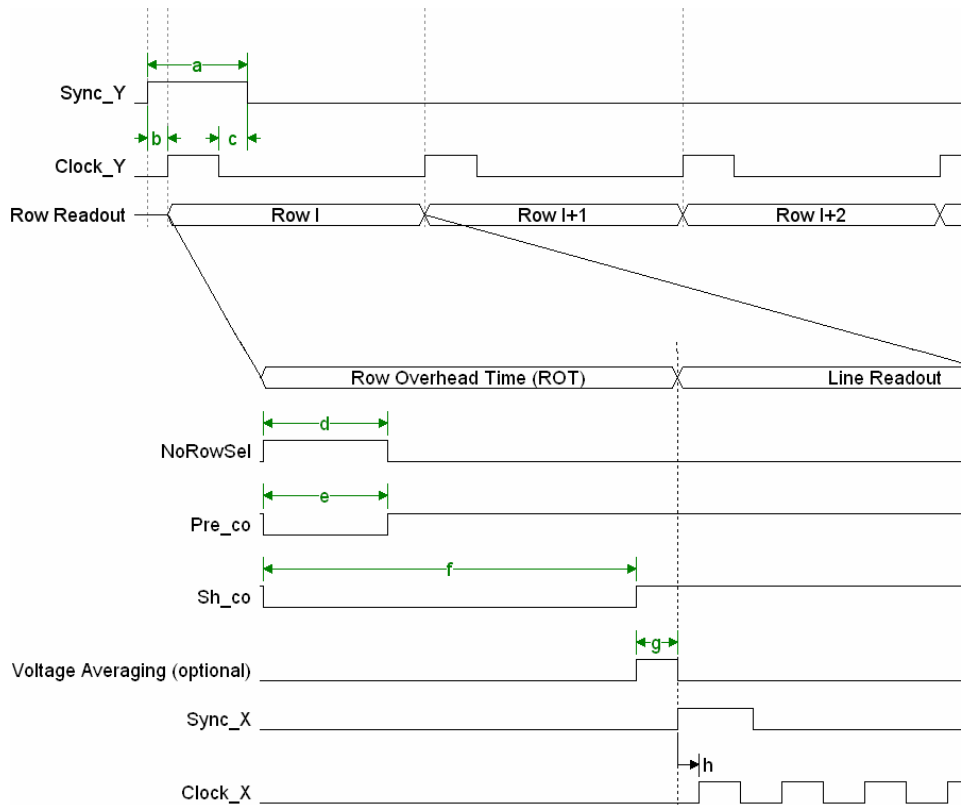 a
Sync_Y
b
c
Clock_Y
Row Readout
Row I
Row I+1
Row I+2
Row Overhead Time (ROT)
Line Readout
d
NoRowSel
e
Pre_co
f
Sh_co
g
Voltage Averaging (optional)
Sync_X
h
Clock_X